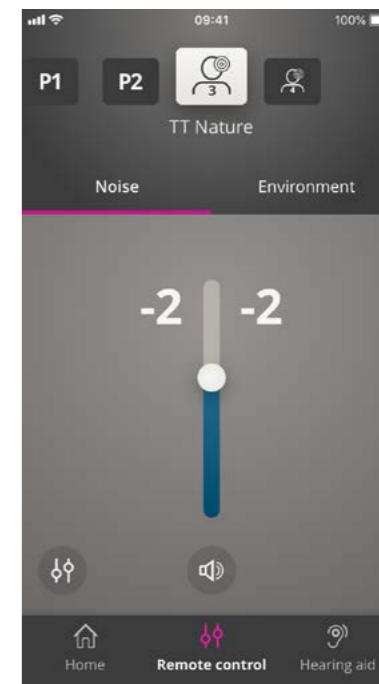 09:41 100%
P1 P2 3 4
TT Nature
Noise Environment
-2 -2
Home Remote control Hearing aid